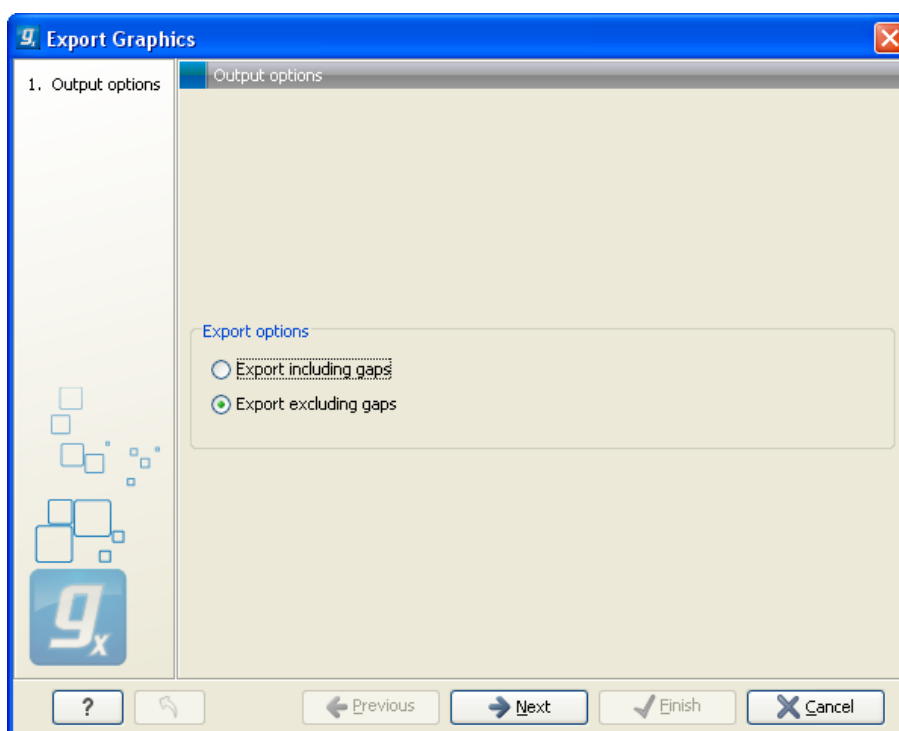 Export Graphics
1. Output options
Output options
Export options
Export including gaps
Export excluding gaps
gx
?
Previous
Next
Finish
Cancel